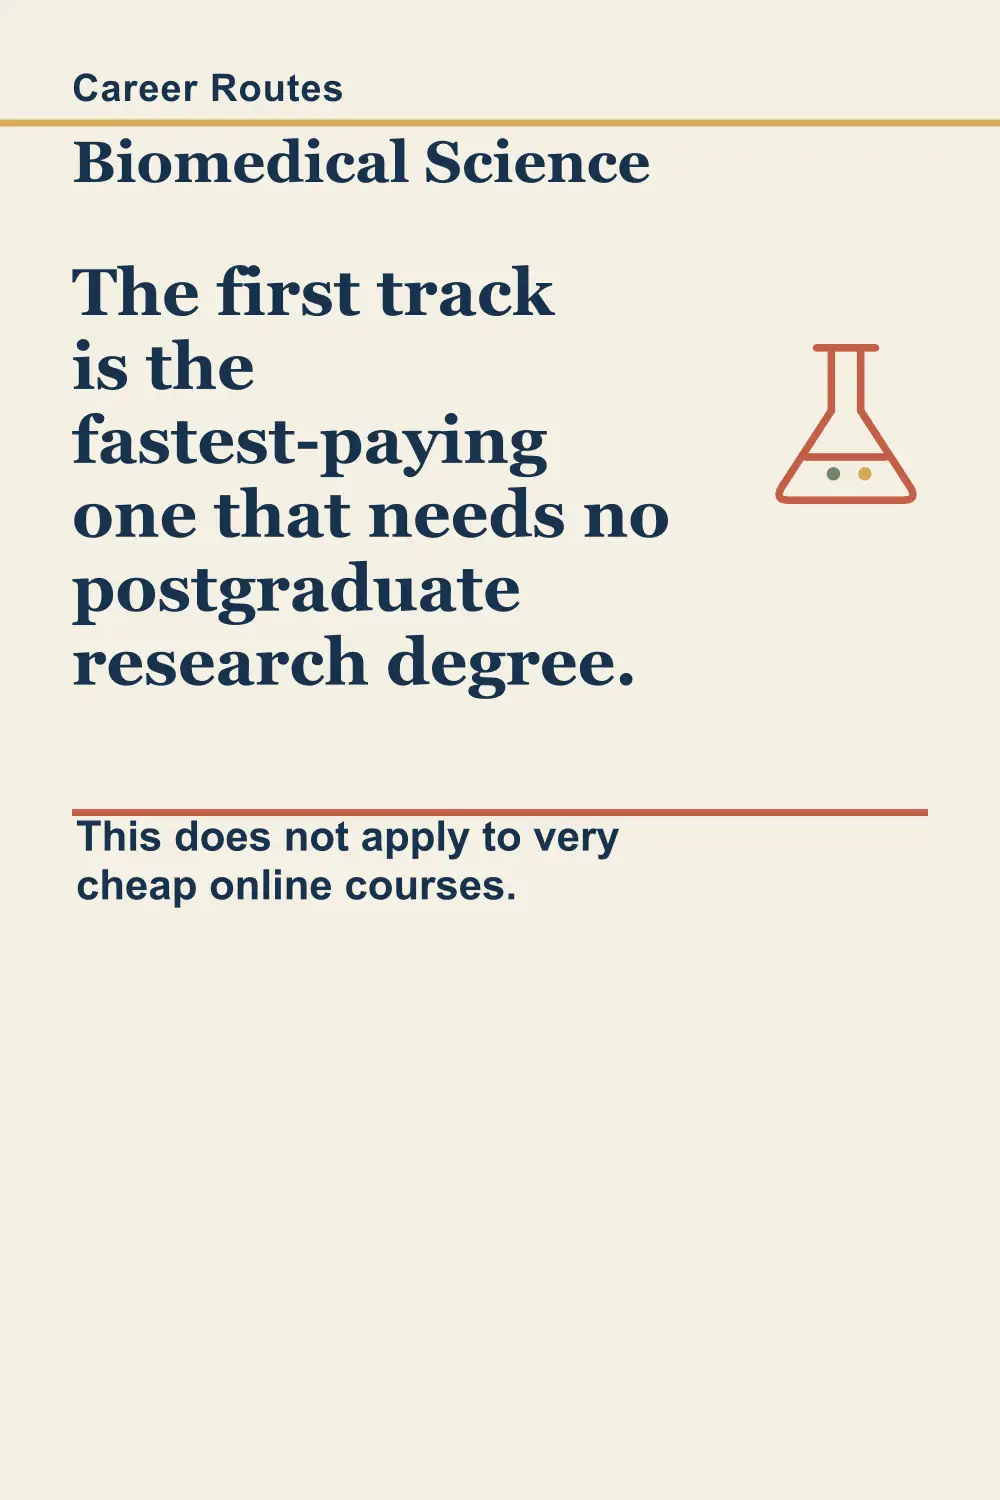 Career Routes
Biomedical Science
The first track
is the
fastest-paying
one that needs no
postgraduate
research degree.
This does not apply to very
cheap online courses.